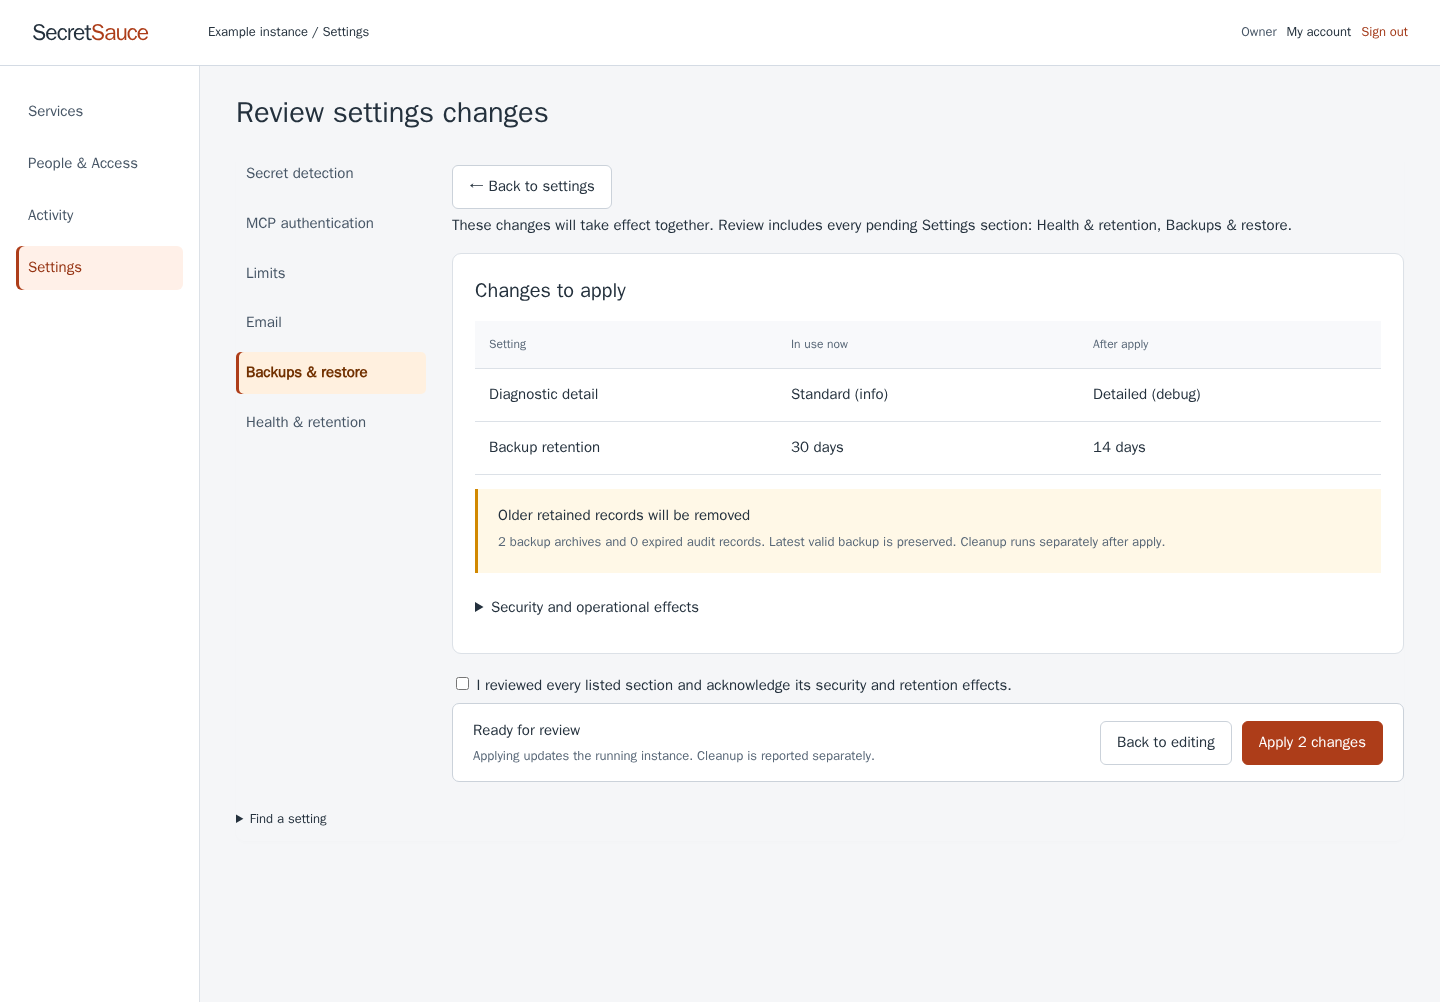 SecretSauce
Example instance / Settings
Owner My account Sign out
Services
People & Access
Activity
Settings
Review settings changes
Secret detection
MCP authentication
Limits
Email
Backups & restore
Health & retention
← Back to settings
These changes will take effect together. Review includes every pending Settings section: Health & retention, Backups & restore.
Changes to apply
Setting In use now After apply
Diagnostic detail Standard (info) Detailed (debug)
Backup retention 30 days 14 days
Older retained records will be removed
2 backup archives and 0 expired audit records. Latest valid backup is preserved. Cleanup runs separately after apply.
Security and operational effects
I reviewed every listed section and acknowledge its security and retention effects.
Ready for review
Applying updates the running instance. Cleanup is reported separately.
Back to editing
Apply 2 changes
Find a setting